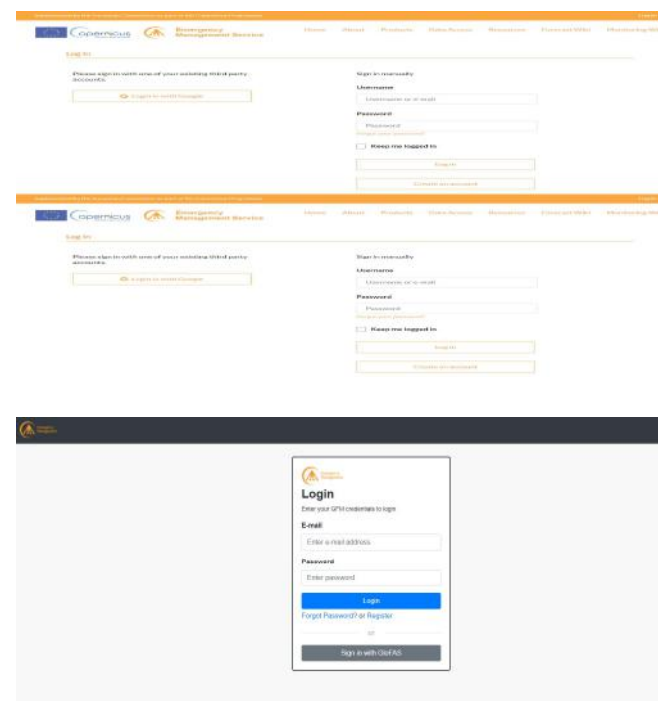 Copernicus
Emergency
Management Service
Home About Products Data Access Resources Forecast Wiki
Log In
Please sign in with one of your existing third party
accounts.
Login with Google
Sign in manually
Username
Username or e-mail
Password
Password
Forgot your password?
Keep me logged in
Log In
Create an account
Copernicus
Emergency
Management Service
Home About Products Data Access Resources Forecast Wiki
Log In
Please sign in with one of your existing third party
accounts.
Login with Google
Sign in manually
Username
Username or e-mail
Password
Password
Forgot your password?
Keep me logged in
Log In
Create an account
Login
Enter your GFM credentials to login
E-mail
Enter e-mail address
Password
Enter password
Login
Forgot Password? or Register
or
Sign in with GloFAS